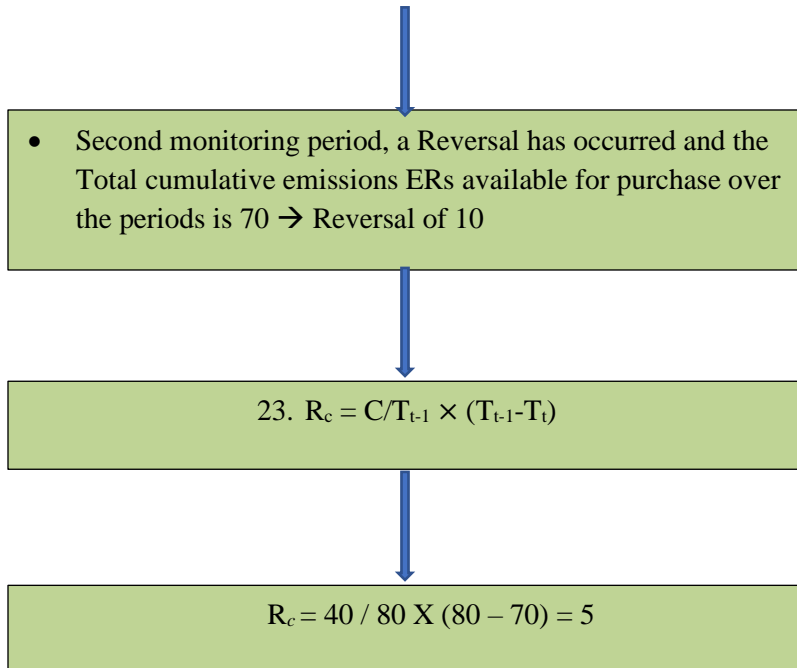 • Second monitoring period, a Reversal has occurred and the
Total cumulative emissions ERs available for purchase over
the periods is 70 → Reversal of 10
23. Rc = C/Tt-1 × (Tt-1-Tt)
Rc = 40 / 80 X (80 – 70) = 5